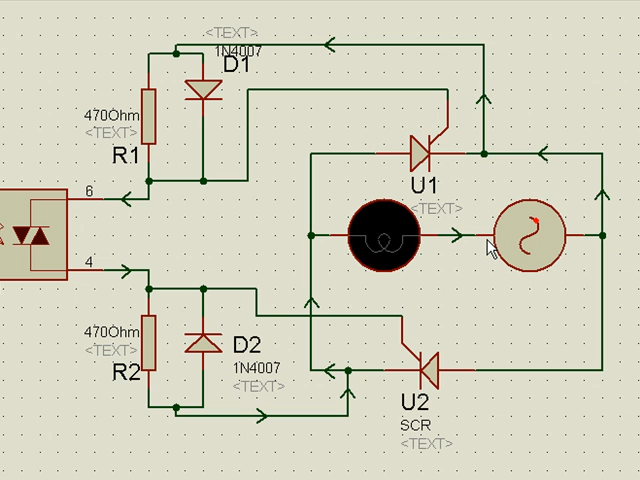 <TEXT>
1N4007
D1
470Ohm
<TEXT>
R1
6
U1
<TEXT>
4
470Ohm
<TEXT>
R2
D2
1N4007
<TEXT>
U2
SCR
<TEXT>